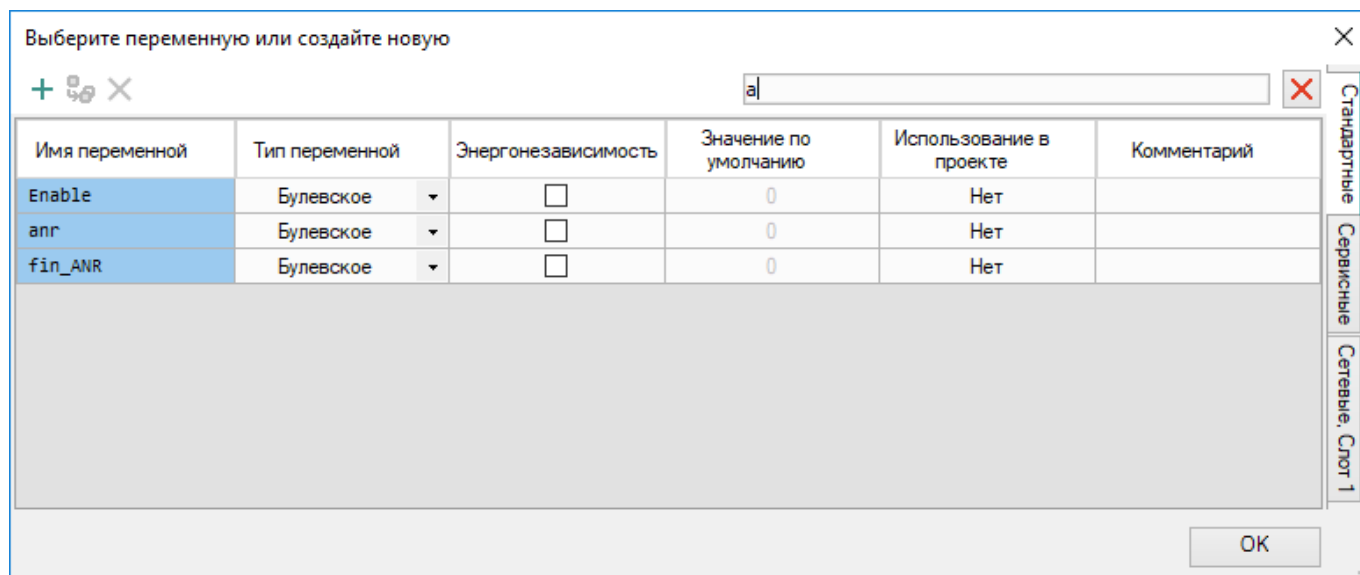 Выберите переменную или создайте новую
a
Имя переменной Тип переменной Энергонезависимость Значение по умолчанию Использование в проекте Комментарий
Enable Булевское 0 Нет
anr Булевское 0 Нет
fin_ANR Булевское 0 Нет
Стандартные
Сервисные
Сетевые, Слот 1
OK